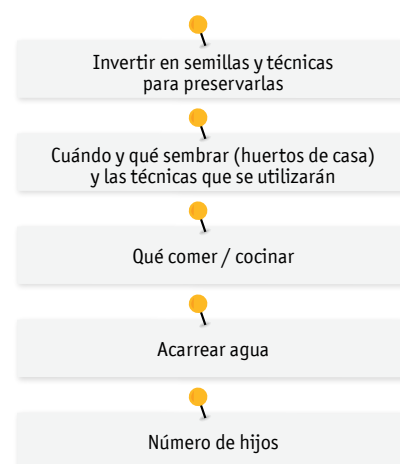 Invertir en semillas y técnicas
para preservarlas
Cuándo y qué sembrar (huertos de casa)
y las técnicas que se utilizarán
Qué comer / cocinar
Acarrear agua
Número de hijos